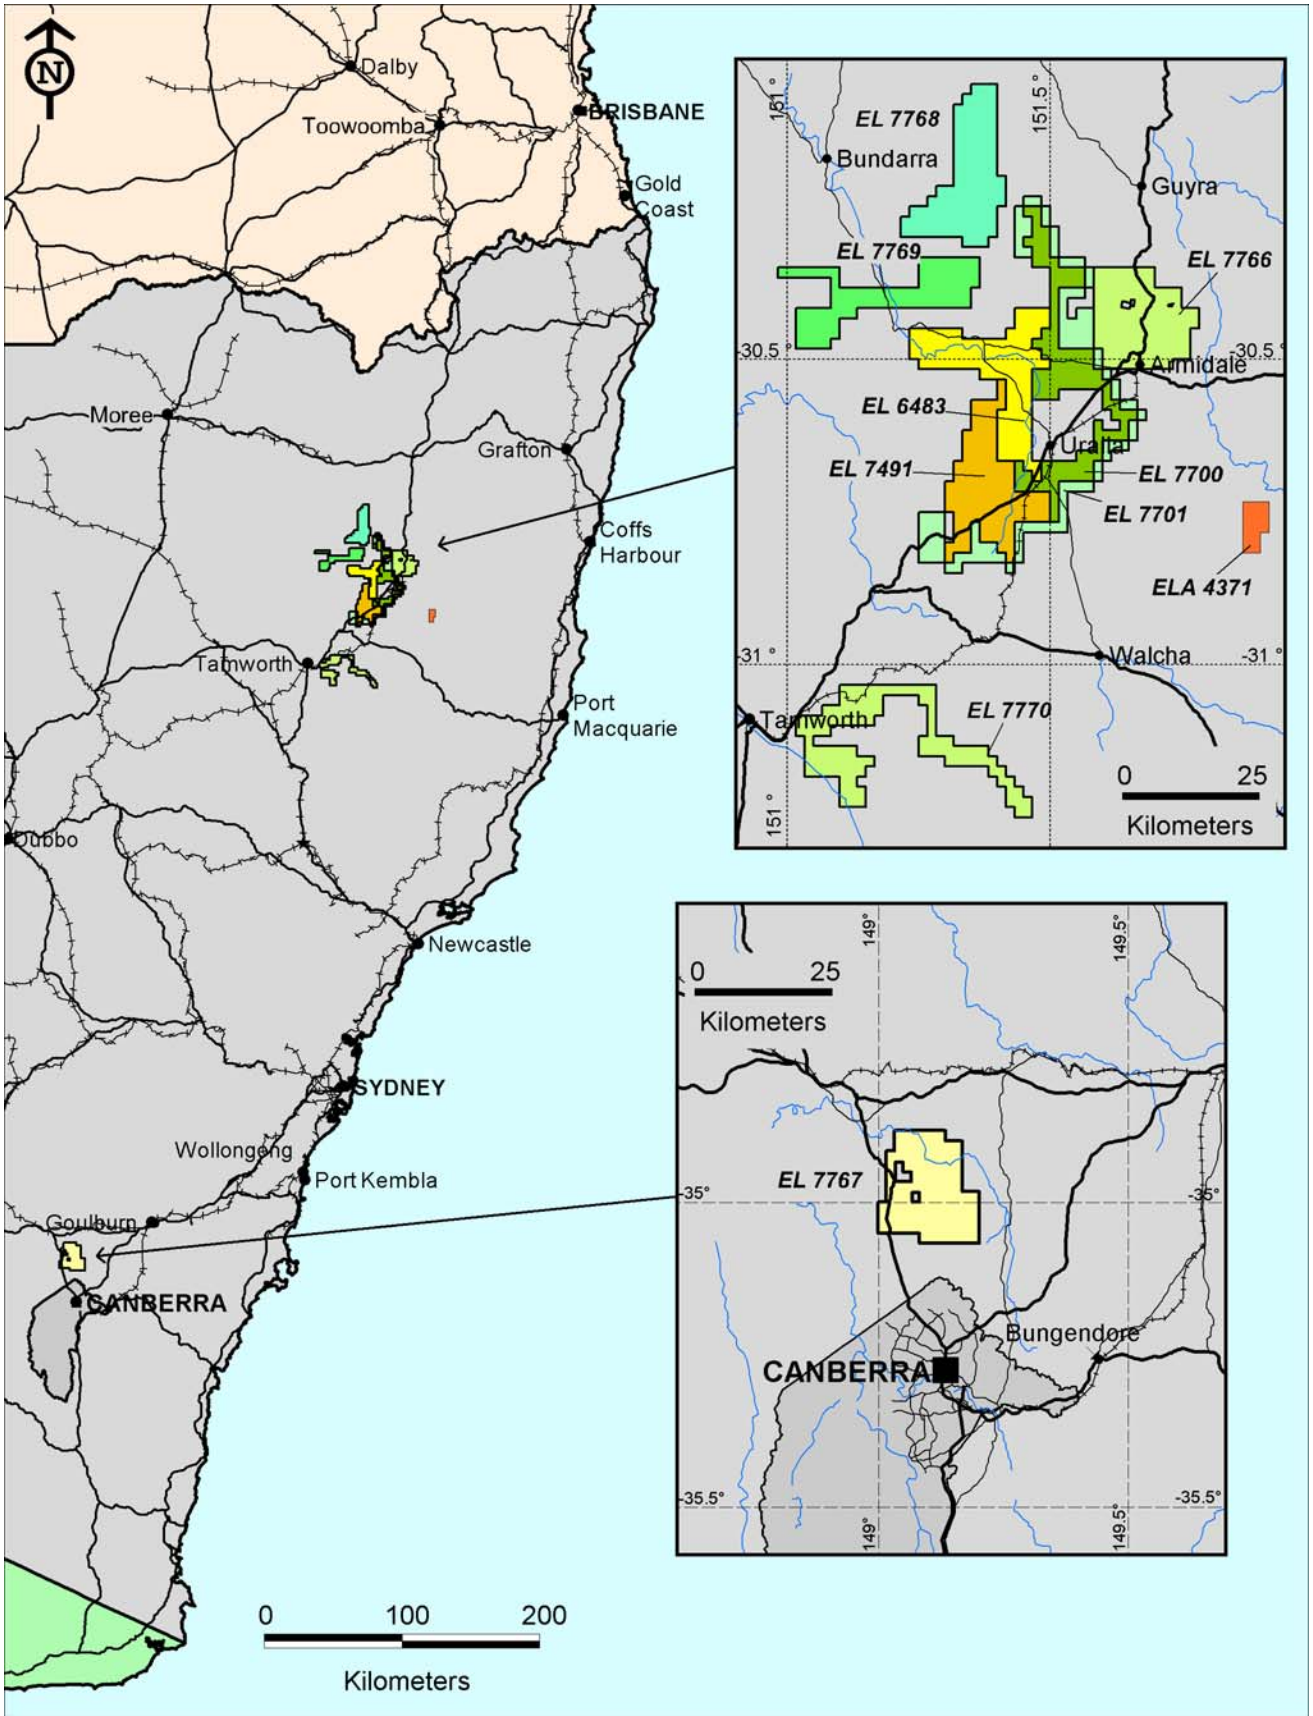 N
Dalby
Toowoomba
BRISBANE
Gold
Coast
Moree
Grafton
Coffs
Harbour
Tamworth
Port
Macquarie
Dubbo
Newcastle
SYDNEY
Wollongong
Port Kembla
Goulburn
CANBERRA
0 100 200
Kilometers
151°
151.5°
EL 7768
Bundarra
Guyra
EL 7769
EL 7766
-30.5°
-30.5°
Armidale
EL 6483
Uralla
EL 7491
EL 7700
EL 7701
ELA 4371
-31°
Walcha
-31°
Tamworth
EL 7770
0 25
Kilometers
151°
149°
149.5°
0 25
Kilometers
EL 7767
-35°
-35°
Bungendore
CANBERRA
-35.5°
-35.5°
149°
149.5°